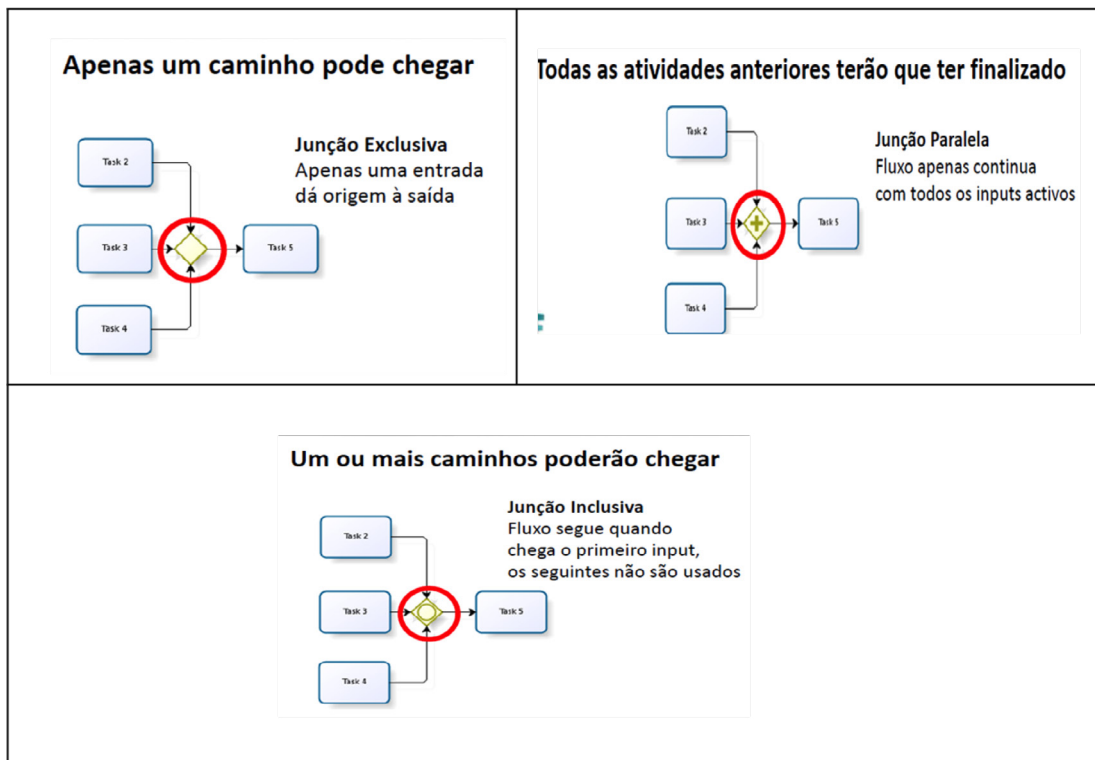 Apenas um caminho pode chegar
Junção Exclusiva
Apenas uma entrada
dá origem à saída
Task 2
Task 3
Task 5
Task 4
Todas as atividades anteriores terão que ter finalizado
Junção Paralela
Fluxo apenas continua
com todos os inputs activos
Task 2
Task 3
Task 5
Task 4
Um ou mais caminhos poderão chegar
Junção Inclusiva
Fluxo segue quando
chega o primeiro input,
os seguintes não são usados
Task 2
Task 3
Task 5
Task 4